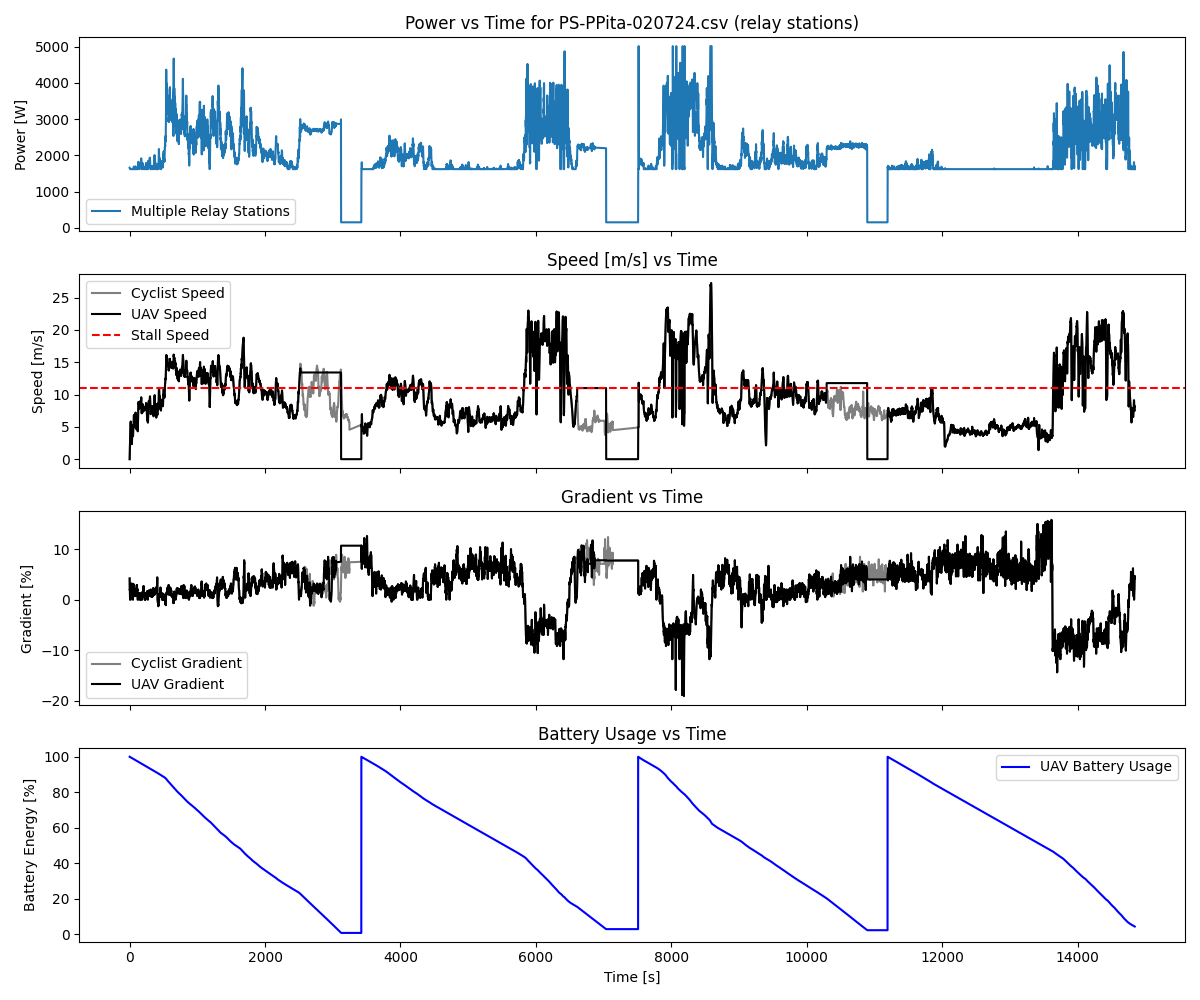 Power vs Time for PS-PPita-020724.csv (relay stations)
Power [W]
5000
4000
3000
2000
1000
0
Multiple Relay Stations
Speed [m/s] vs Time
Speed [m/s]
25
20
15
10
5
0
Cyclist Speed
UAV Speed
Stall Speed
Gradient vs Time
Gradient [%]
10
0
−10
−20
Cyclist Gradient
UAV Gradient
Battery Usage vs Time
Battery Energy [%]
100
80
60
40
20
0
UAV Battery Usage
0 2000 4000 6000 8000 10000 12000 14000
Time [s]